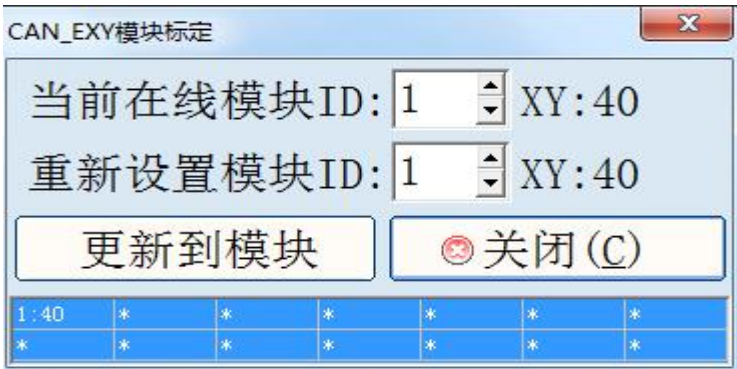 CAN_EXY模块标定
当前在线模块ID: 1 XY:40
重新设置模块ID: 1 XY:40
更新到模块 关闭(C)
1:40 * * * * * *
* * * * * * *